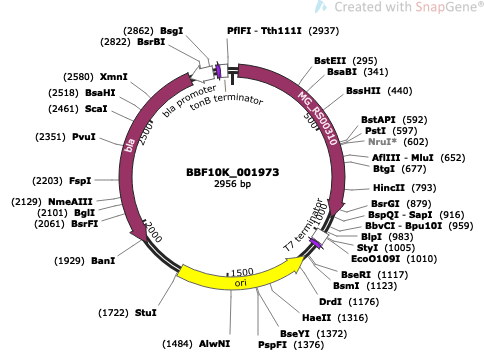 Created with SnapGene®
(2862) BsgI
PflFI - Tth111I (2937)
(2822) BsrBI
BstEII (295)
BsaBI (341)
(2580) XmnI
(2518) BsaHI
BssHII (440)
(2461) ScaI
bla promoter
tonB terminator
MG_RS00310
500
2500
BstAPI (592)
PstI (597)
(2351) PvuI
NruI* (602)
bla
AflIII - MluI (652)
BBF10K_001973
BtgI (677)
2956 bp
(2203) FspI
HincII (793)
(2129) NmeAIII
BsrGI (879)
(2101) BglI
BspQI - SapI (916)
(2061) BsrFI
T7 terminator
1000
BbvCI - Bpu10I (959)
2000
BlpI (983)
StyI (1005)
(1929) BanI
EcoO109I (1010)
1500
BseRI (1117)
ori
BsmI (1123)
DrdI (1176)
(1722) StuI
HaeII (1316)
BseYI (1372)
(1484) AlwNI
PspFI (1376)